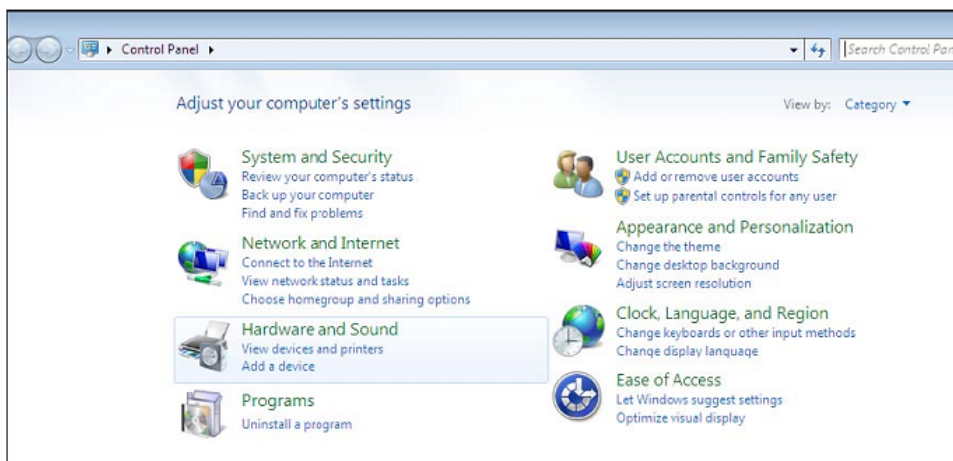 Control Panel
Search Control Pan
Adjust your computer's settings
View by: Category
System and Security
Review your computer's status
Back up your computer
Find and fix problems
Network and Internet
Connect to the Internet
View network status and tasks
Choose homegroup and sharing options
Hardware and Sound
View devices and printers
Add a device
Programs
Uninstall a program
User Accounts and Family Safety
Add or remove user accounts
Set up parental controls for any user
Appearance and Personalization
Change the theme
Change desktop background
Adjust screen resolution
Clock, Language, and Region
Change keyboards or other input methods
Change display language
Ease of Access
Let Windows suggest settings
Optimize visual display